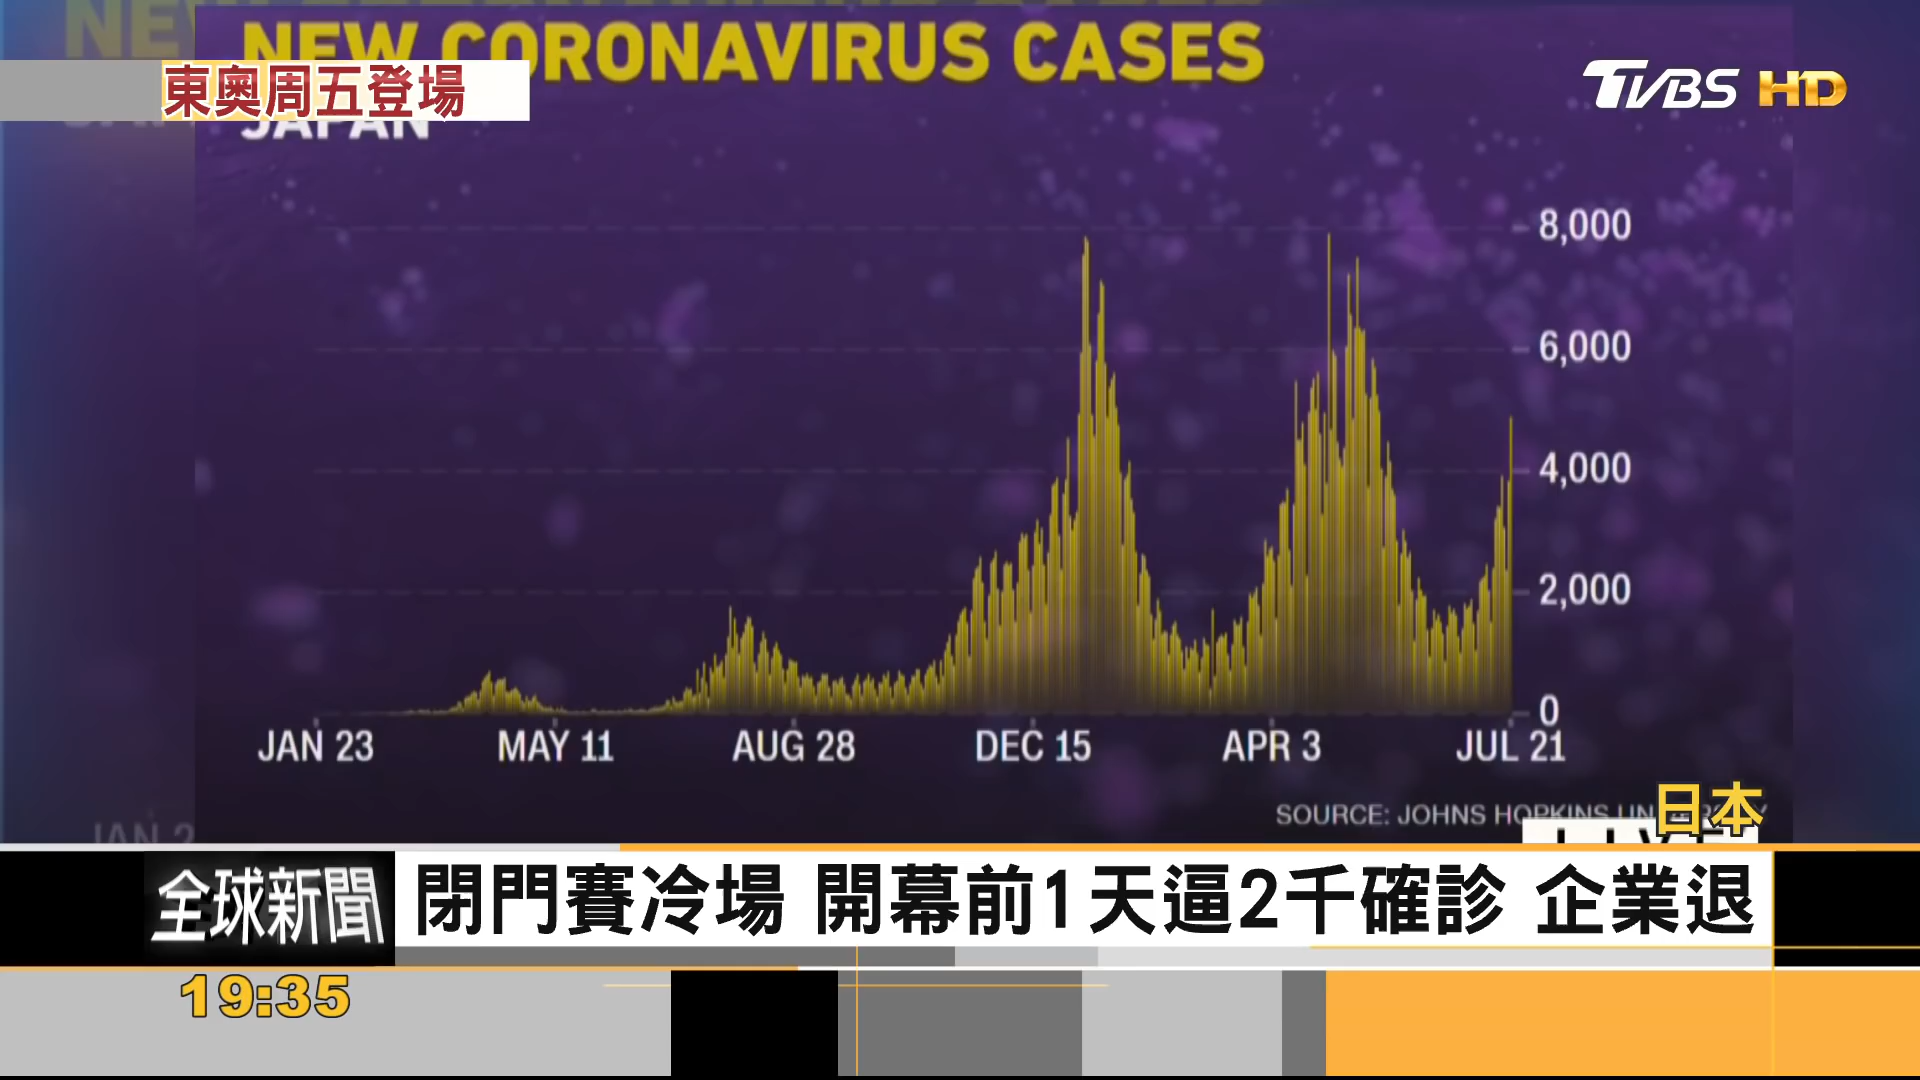 NEW CORONAVIRUS CASES
東奧周五登場
TVBS HD
JAPAN
8,000
6,000
4,000
2,000
0
JAN 23
MAY 11
AUG 28
DEC 15
APR 3
JUL 21
SOURCE: JOHNS HOPKINS
日本
全球新聞
閉門賽冷場 開幕前1天逼2千確診 企業退
19:35